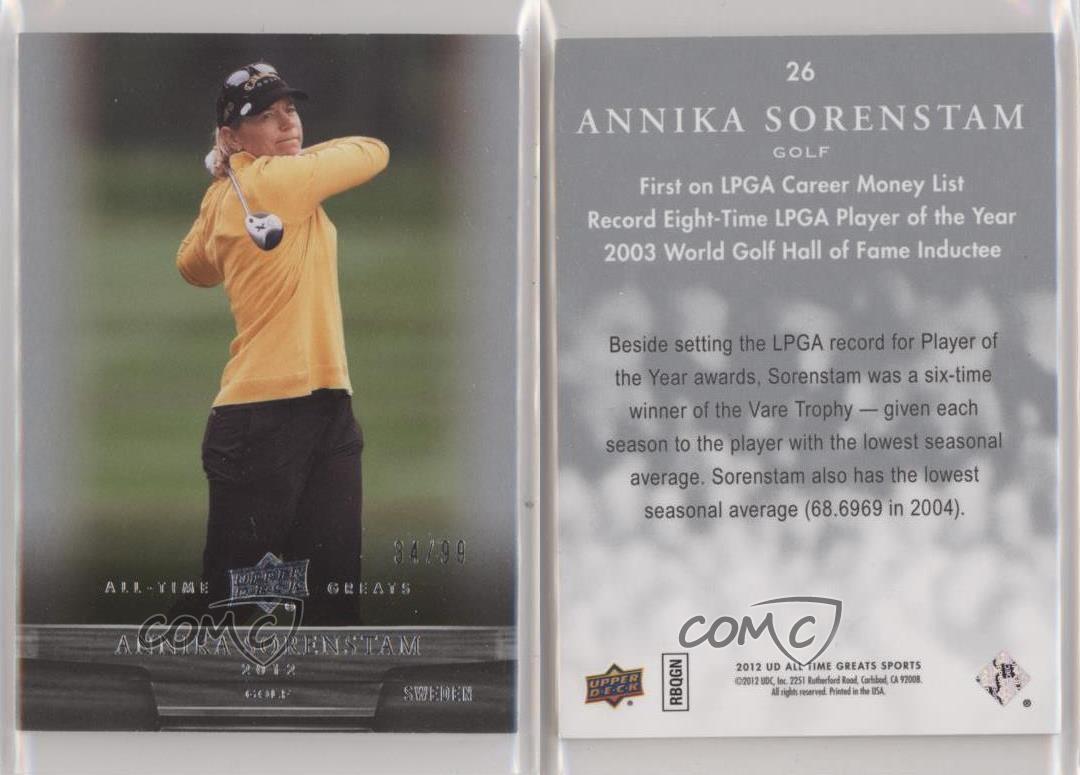 34/99
ALL-TIME UPPER DECK GREATS
ANNIKA SORENSTAM
2012
GOLF
SWEDEN
COMC
26
ANNIKA SORENSTAM
GOLF
First on LPGA Career Money List
Record Eight-Time LPGA Player of the Year
2003 World Golf Hall of Fame Inductee
Beside setting the LPGA record for Player of
the Year awards, Sorenstam was a six-time
winner of the Vare Trophy — given each
season to the player with the lowest seasonal
average. Sorenstam also has the lowest
seasonal average (68.6969 in 2004).
COMC
UPPER
DECK
RBQGN
2012 UD ALL TIME GREATS SPORTS
©2012 UDC, Inc. 2251 Rutherford Road, Carlsbad, CA 92008.
All rights reserved. Printed in the USA.